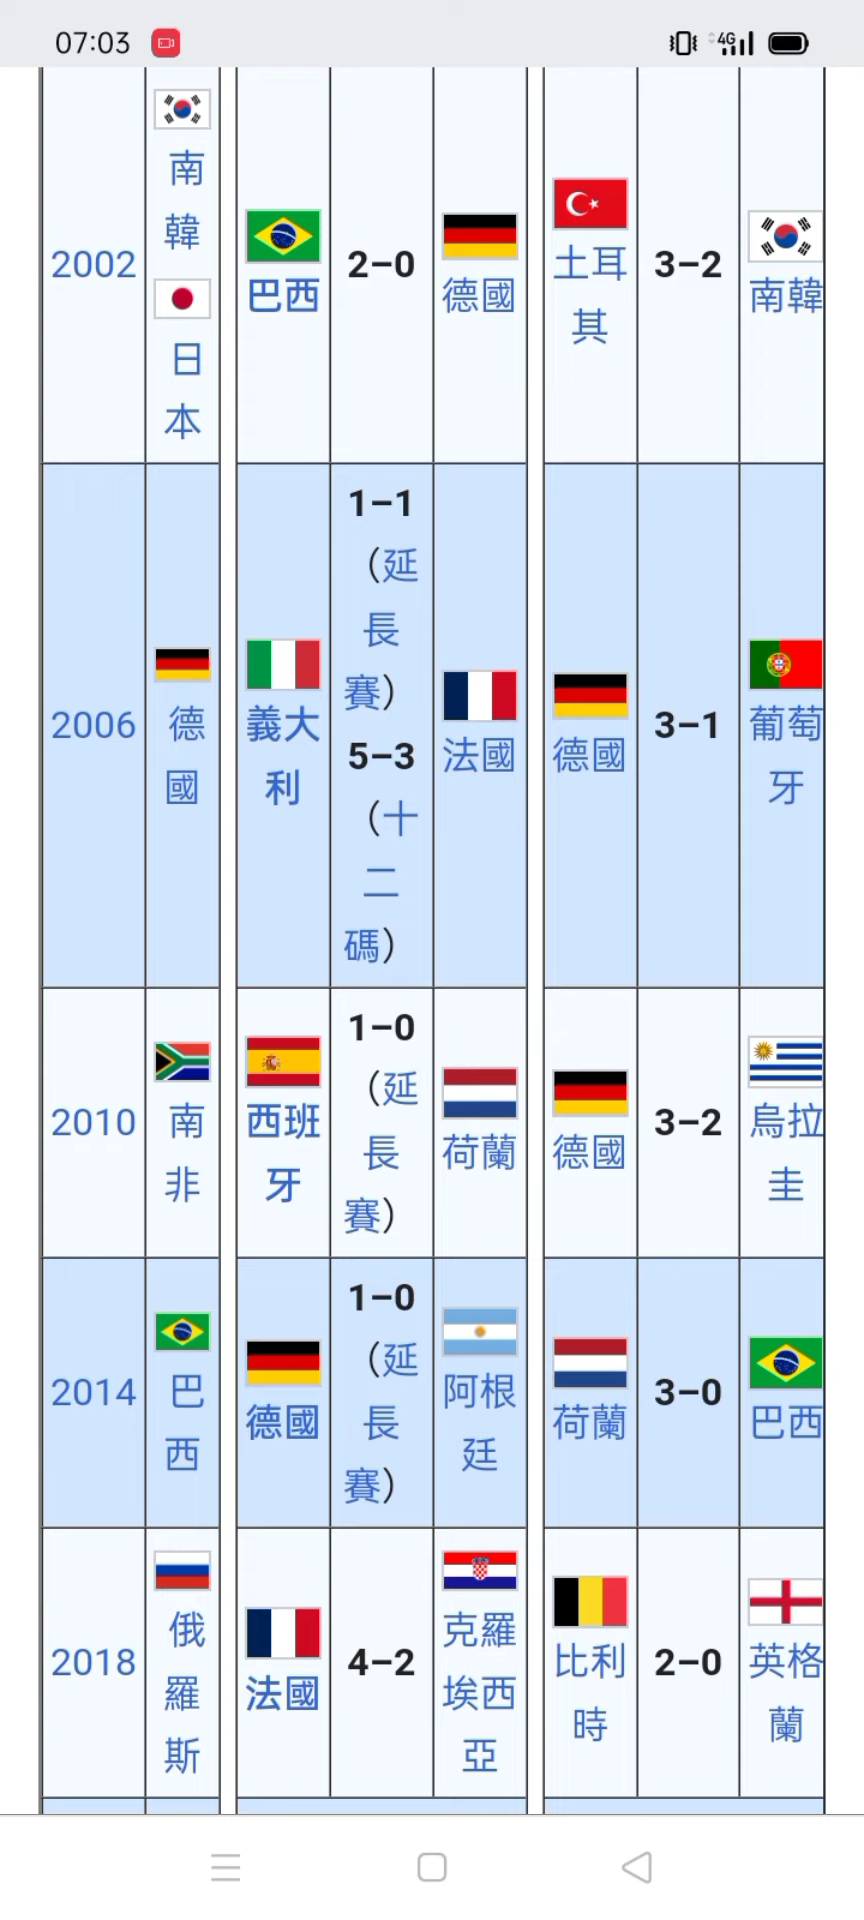 07:03
4G
2002
南
韓
日
本
巴西
2–0
德國
土耳
其
3–2
南韓
2006
德
國
義大
利
1–1
（延
長
賽）
5–3
（十
二
碼）
法國
德國
3–1
葡萄
牙
2010
南
非
西班
牙
1–0
（延
長
賽）
荷蘭
德國
3–2
烏拉
圭
2014
巴
西
德國
1–0
（延
長
賽）
阿根
廷
荷蘭
3–0
巴西
2018
俄
羅
斯
法國
4–2
克羅
埃西
亞
比利
時
2–0
英格
蘭